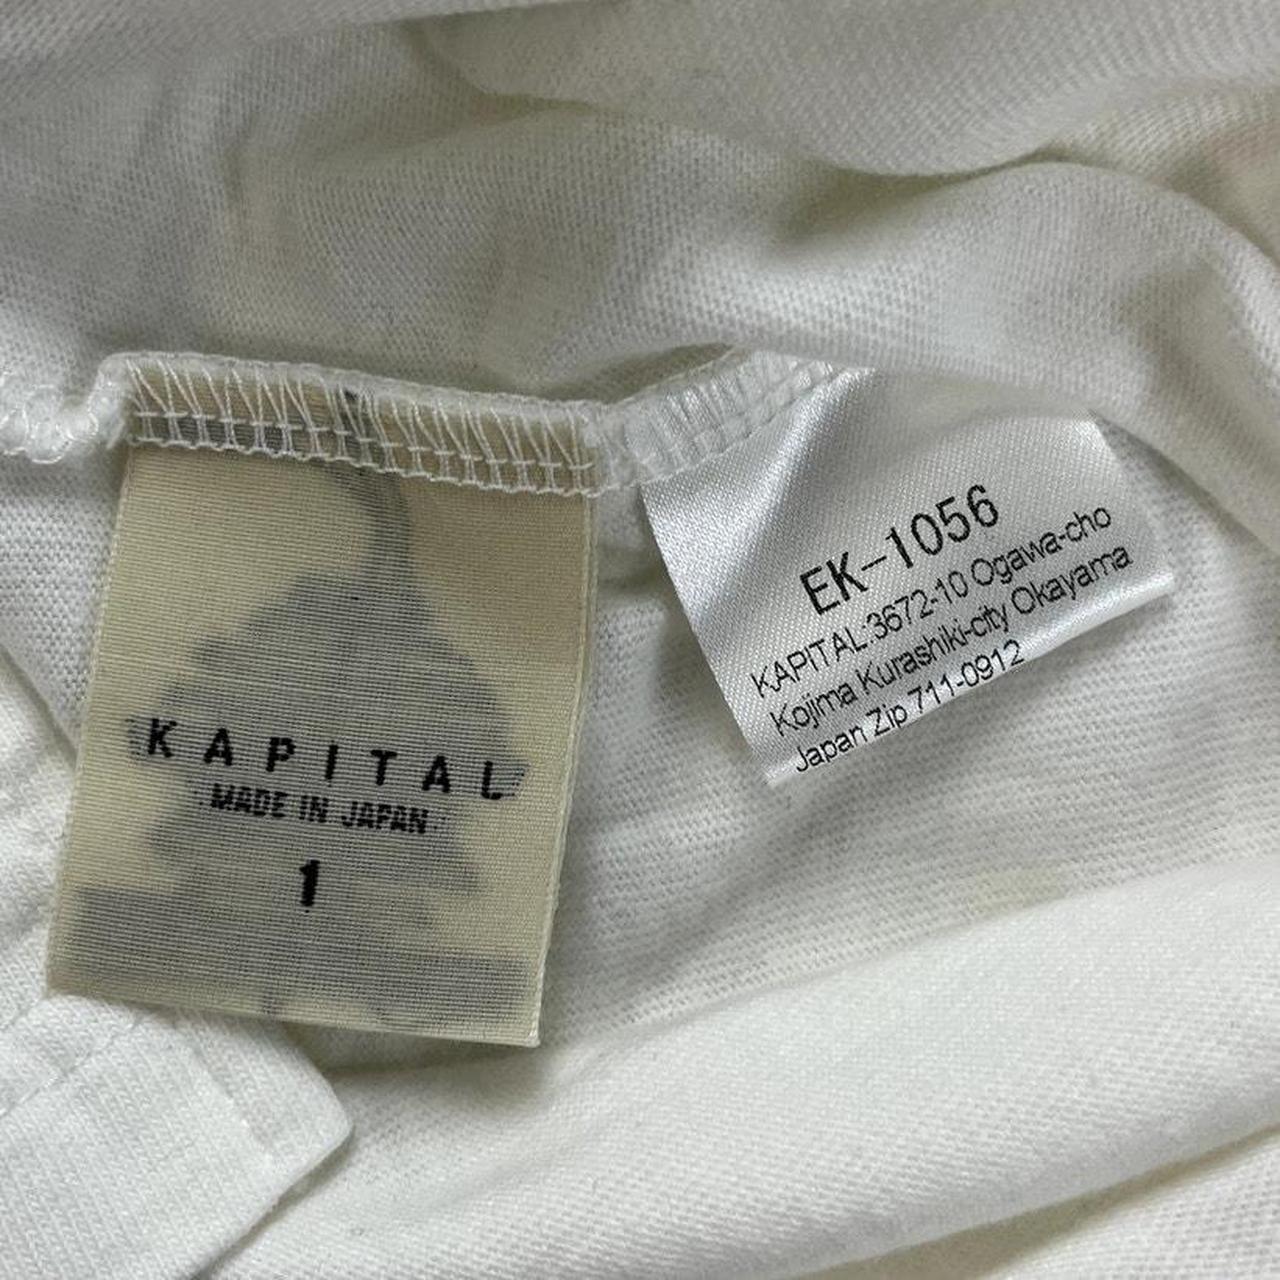 KAPITAL
MADE IN JAPAN
1
EK-1056
KAPITAL:3672-10 Ogawa-cho
Kojima Kurashiki-city Okayama
Japan Zip 711-0912